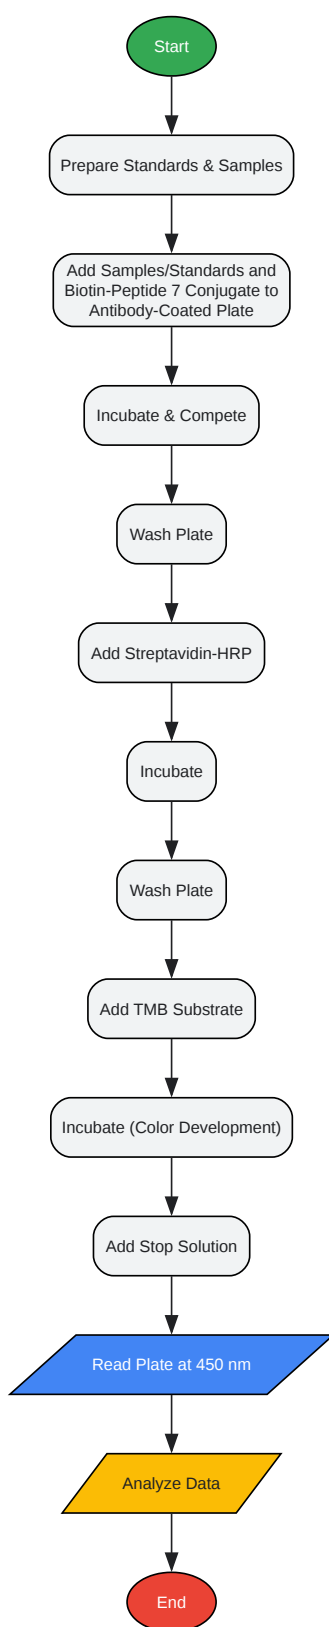 Start
Prepare Standards & Samples
Add Samples/Standards and
Biotin-Peptide 7 Conjugate to
Antibody-Coated Plate
Incubate & Compete
Wash Plate
Add Streptavidin-HRP
Incubate
Wash Plate
Add TMB Substrate
Incubate (Color Development)
Add Stop Solution
Read Plate at 450 nm
Analyze Data
End